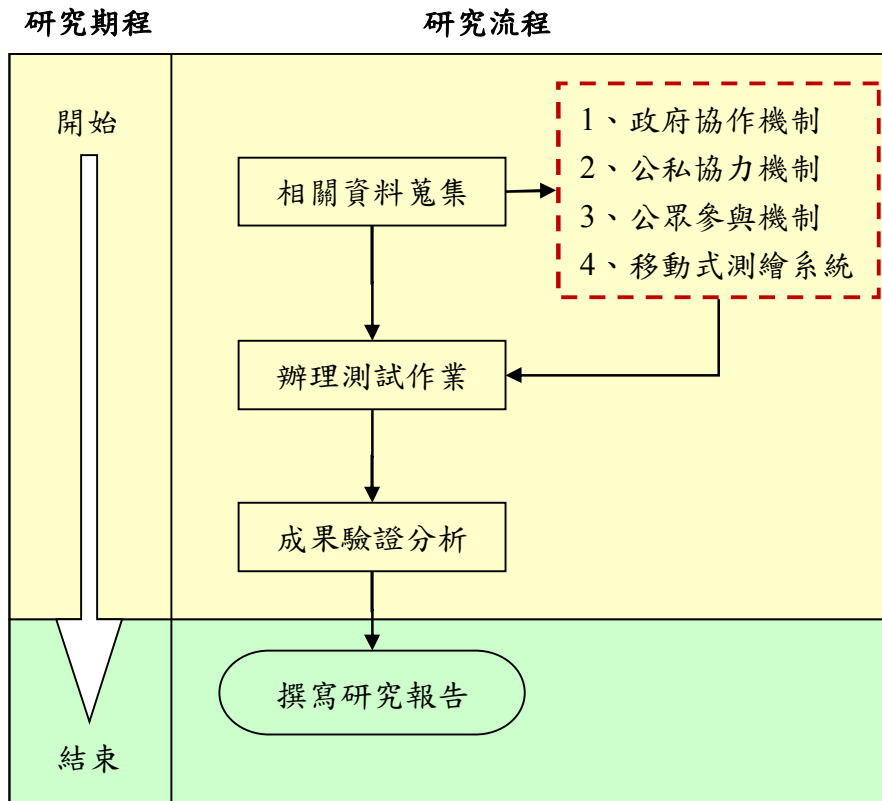 研究期程
研究流程
開始
相關資料蒐集
1、政府協作機制
2、公私協力機制
3、公眾參與機制
4、移動式測繪系統
辦理測試作業
成果驗證分析
撰寫研究報告
結束